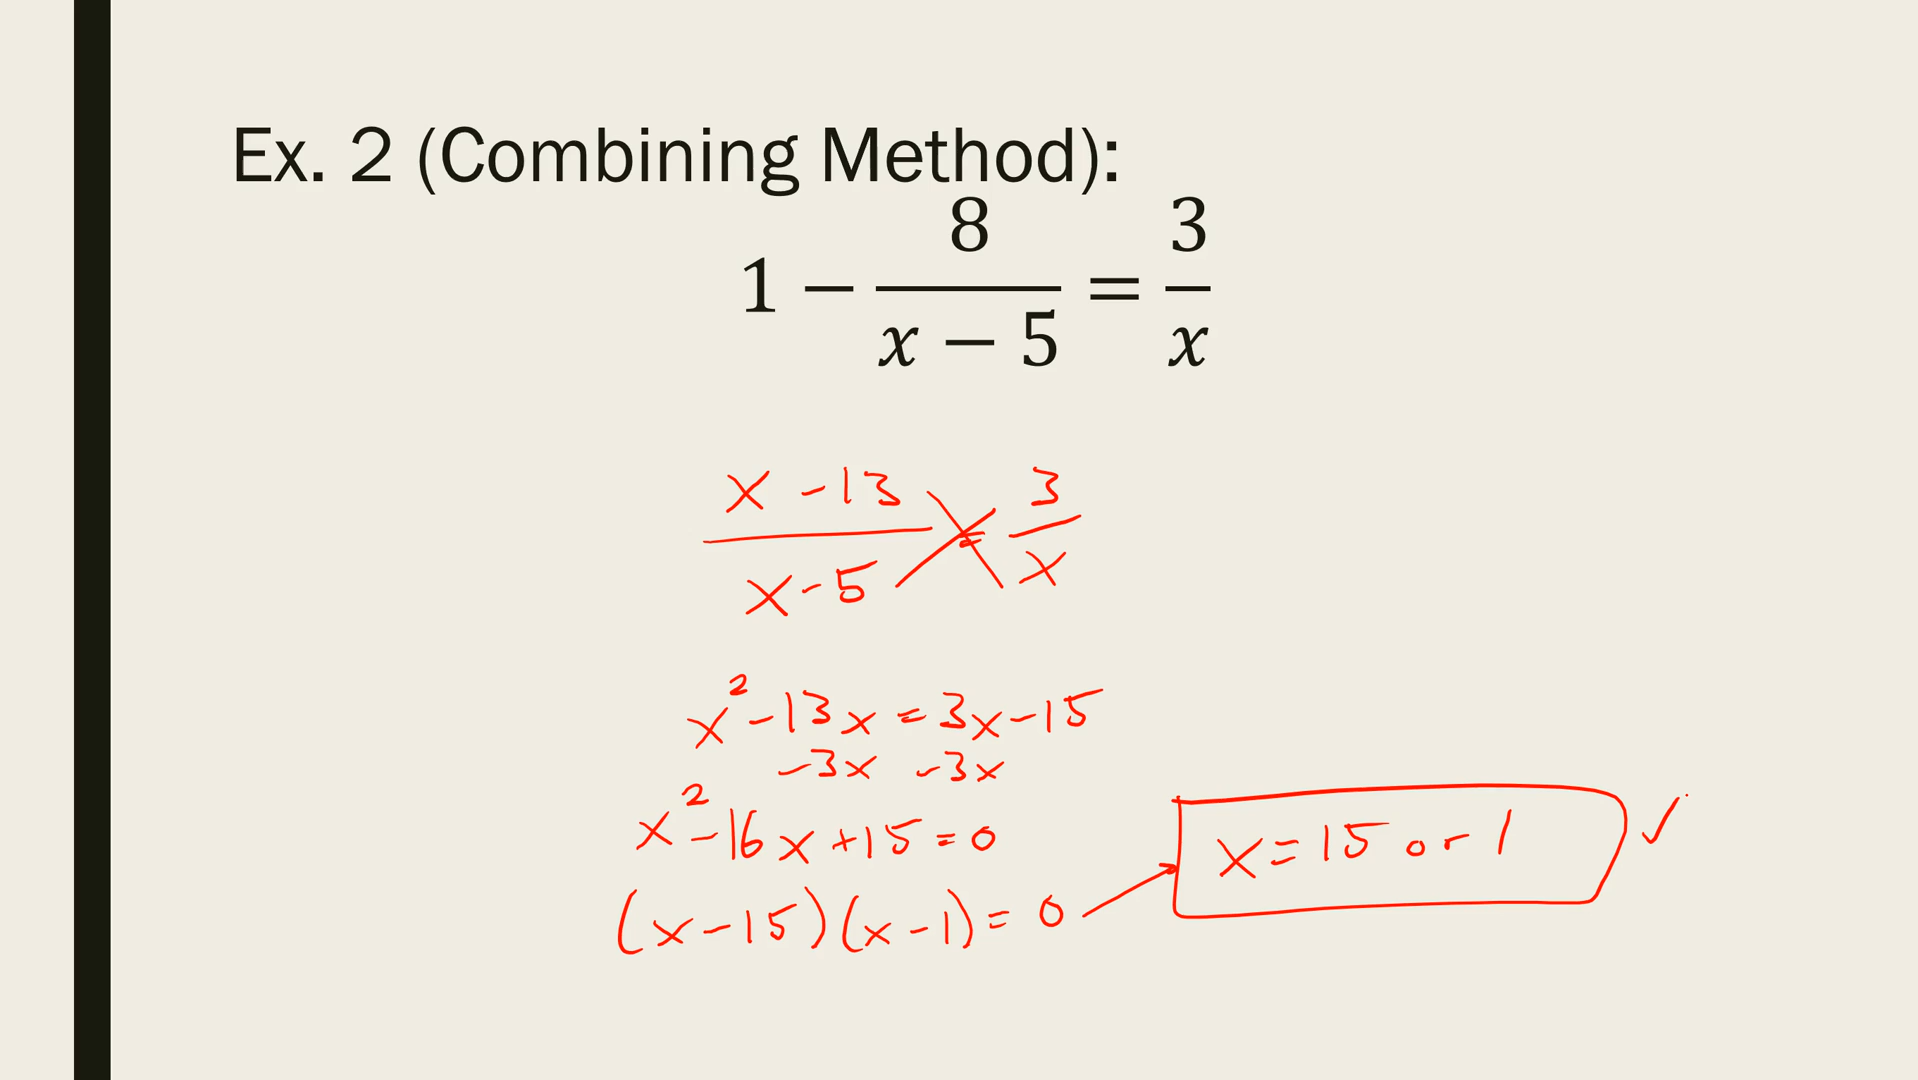 Ex. 2 (Combining Method):
1 − 8/(x − 5) = 3/x
(x - 13)/(x - 5) = 3/x
x² - 13x = 3x - 15
- 3x - 3x
x² - 16x + 15 = 0
(x - 15)(x - 1) = 0
x = 15 or 1 ✓